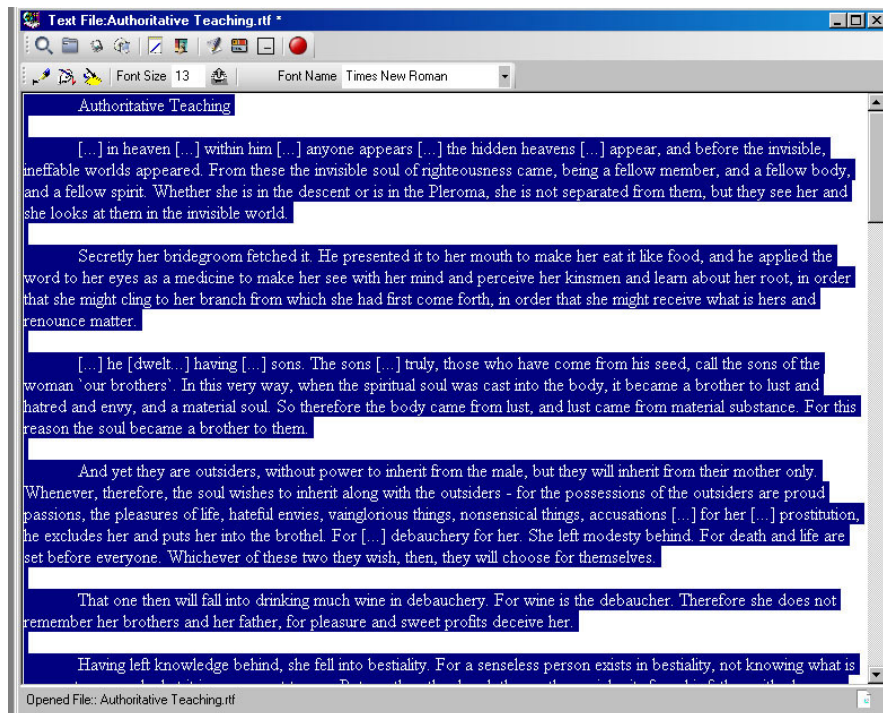 Text File:Authoritative Teaching.rtf *
Font Size 13 Font Name Times New Roman
Authoritative Teaching
[...] in heaven [...] within him [...] anyone appears [...] the hidden heavens [...] appear, and before the invisible,
ineffable worlds appeared. From these the invisible soul of righteousness came, being a fellow member, and a fellow body,
and a fellow spirit. Whether she is in the descent or is in the Pleroma, she is not separated from them, but they see her and
she looks at them in the invisible world.
Secretly her bridegroom fetched it. He presented it to her mouth to make her eat it like food, and he applied the
word to her eyes as a medicine to make her see with her mind and perceive her kinsmen and learn about her root, in order
that she might cling to her branch from which she had first come forth, in order that she might receive what is hers and
renounce matter.
[...] he [dwelt...] having [...] sons. The sons [...] truly, those who have come from his seed, call the sons of the
woman `our brothers`. In this very way, when the spiritual soul was cast into the body, it became a brother to lust and
hatred and envy, and a material soul. So therefore the body came from lust, and lust came from material substance. For this
reason the soul became a brother to them.
And yet they are outsiders, without power to inherit from the male, but they will inherit from their mother only.
Whenever, therefore, the soul wishes to inherit along with the outsiders - for the possessions of the outsiders are proud
passions, the pleasures of life, hateful envies, vainglorious things, nonsensical things, accusations [...] for her [...] prostitution,
he excludes her and puts her into the brothel. For [...] debauchery for her. She left modesty behind. For death and life are
set before everyone. Whichever of these two they wish, then, they will choose for themselves.
That one then will fall into drinking much wine in debauchery. For wine is the debaucher. Therefore she does not
remember her brothers and her father, for pleasure and sweet profits deceive her.
Having left knowledge behind, she fell into bestiality. For a senseless person exists in bestiality, not knowing what is
Opened File:: Authoritative Teaching.rtf